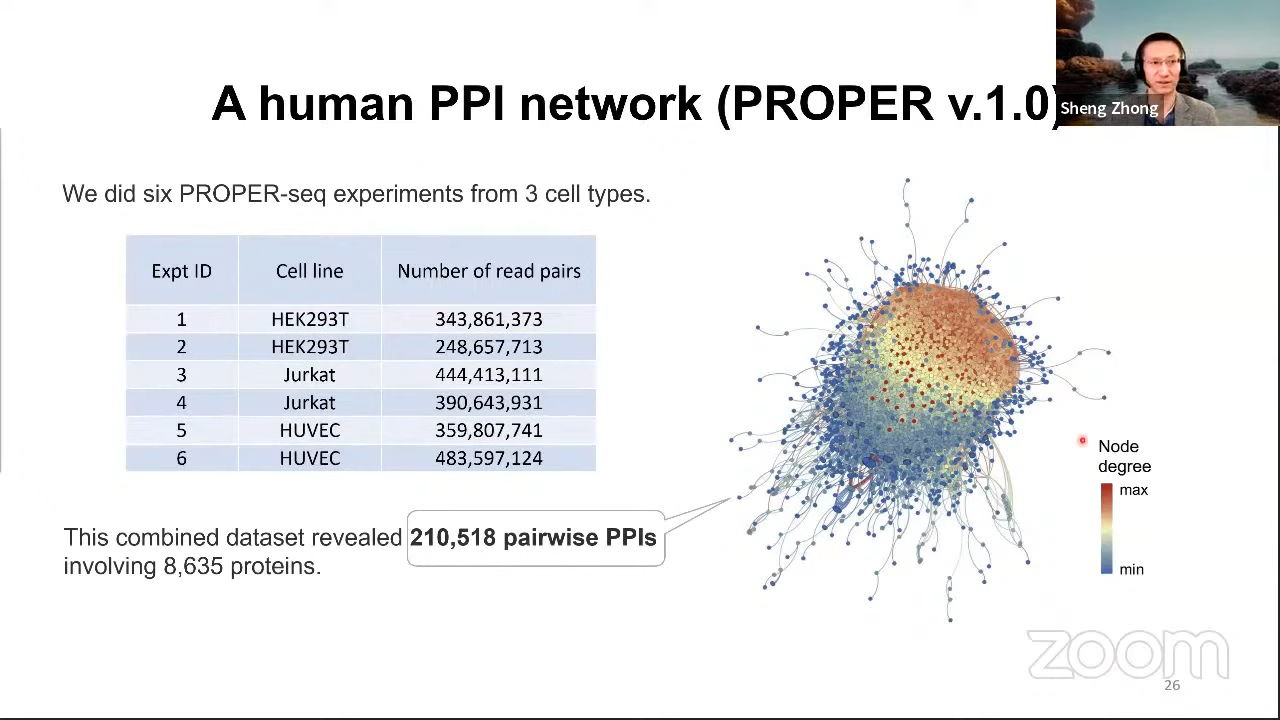 A human PPI network (PROPER v.1.0)
Sheng Zhong
We did six PROPER-seq experiments from 3 cell types.
Expt ID Cell line Number of read pairs
1 HEK293T 343,861,373
2 HEK293T 248,657,713
3 Jurkat 444,413,111
4 Jurkat 390,643,931
5 HUVEC 359,807,741
6 HUVEC 483,597,124
This combined dataset revealed 210,518 pairwise PPIs
involving 8,635 proteins.
Node
degree
max
min
zoom
26